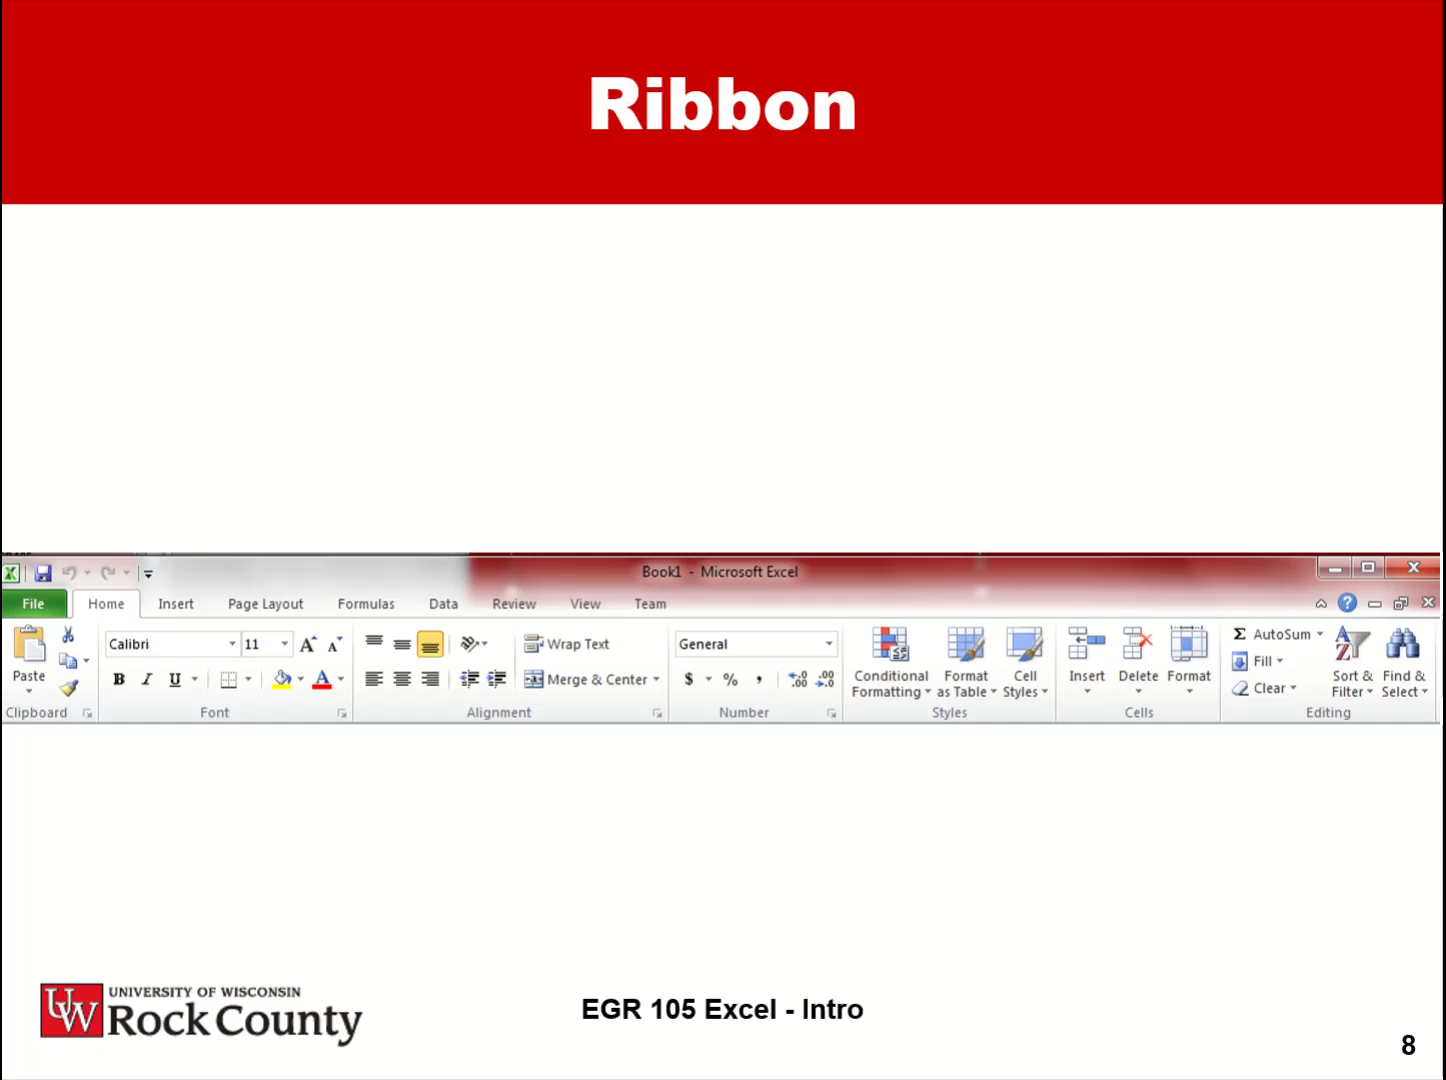 Ribbon
Book1 - Microsoft Excel
File Home Insert Page Layout Formulas Data Review View Team
Calibri 11 Wrap Text General AutoSum
Paste Conditional Format Cell Insert Delete Format Fill Sort & Find &
B I U Merge & Center $ % , Formatting as Table Styles Clear Filter Select
Clipboard Font Alignment Number Styles Cells Editing
UW UNIVERSITY OF WISCONSIN
Rock County
EGR 105 Excel - Intro
8